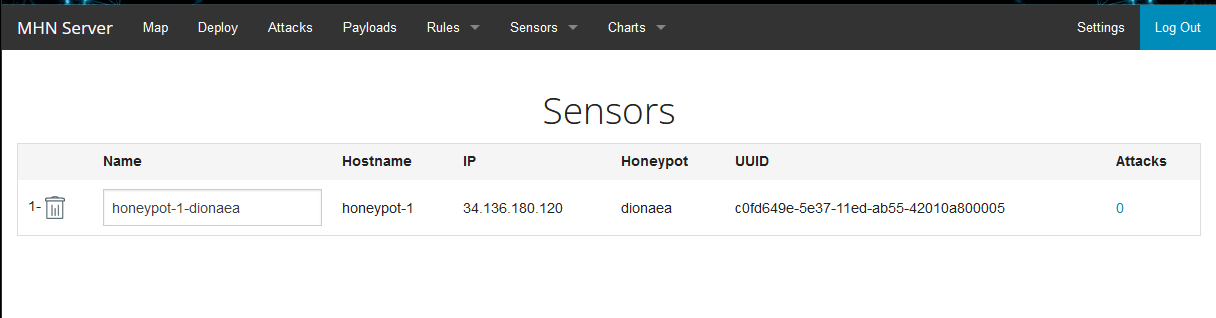 MHN Server Map Deploy Attacks Payloads Rules Sensors Charts Settings Log Out
Sensors
Name Hostname IP Honeypot UUID Attacks
1- honeypot-1-dionaea honeypot-1 34.136.180.120 dionaea c0fd649e-5e37-11ed-ab55-42010a800005 0